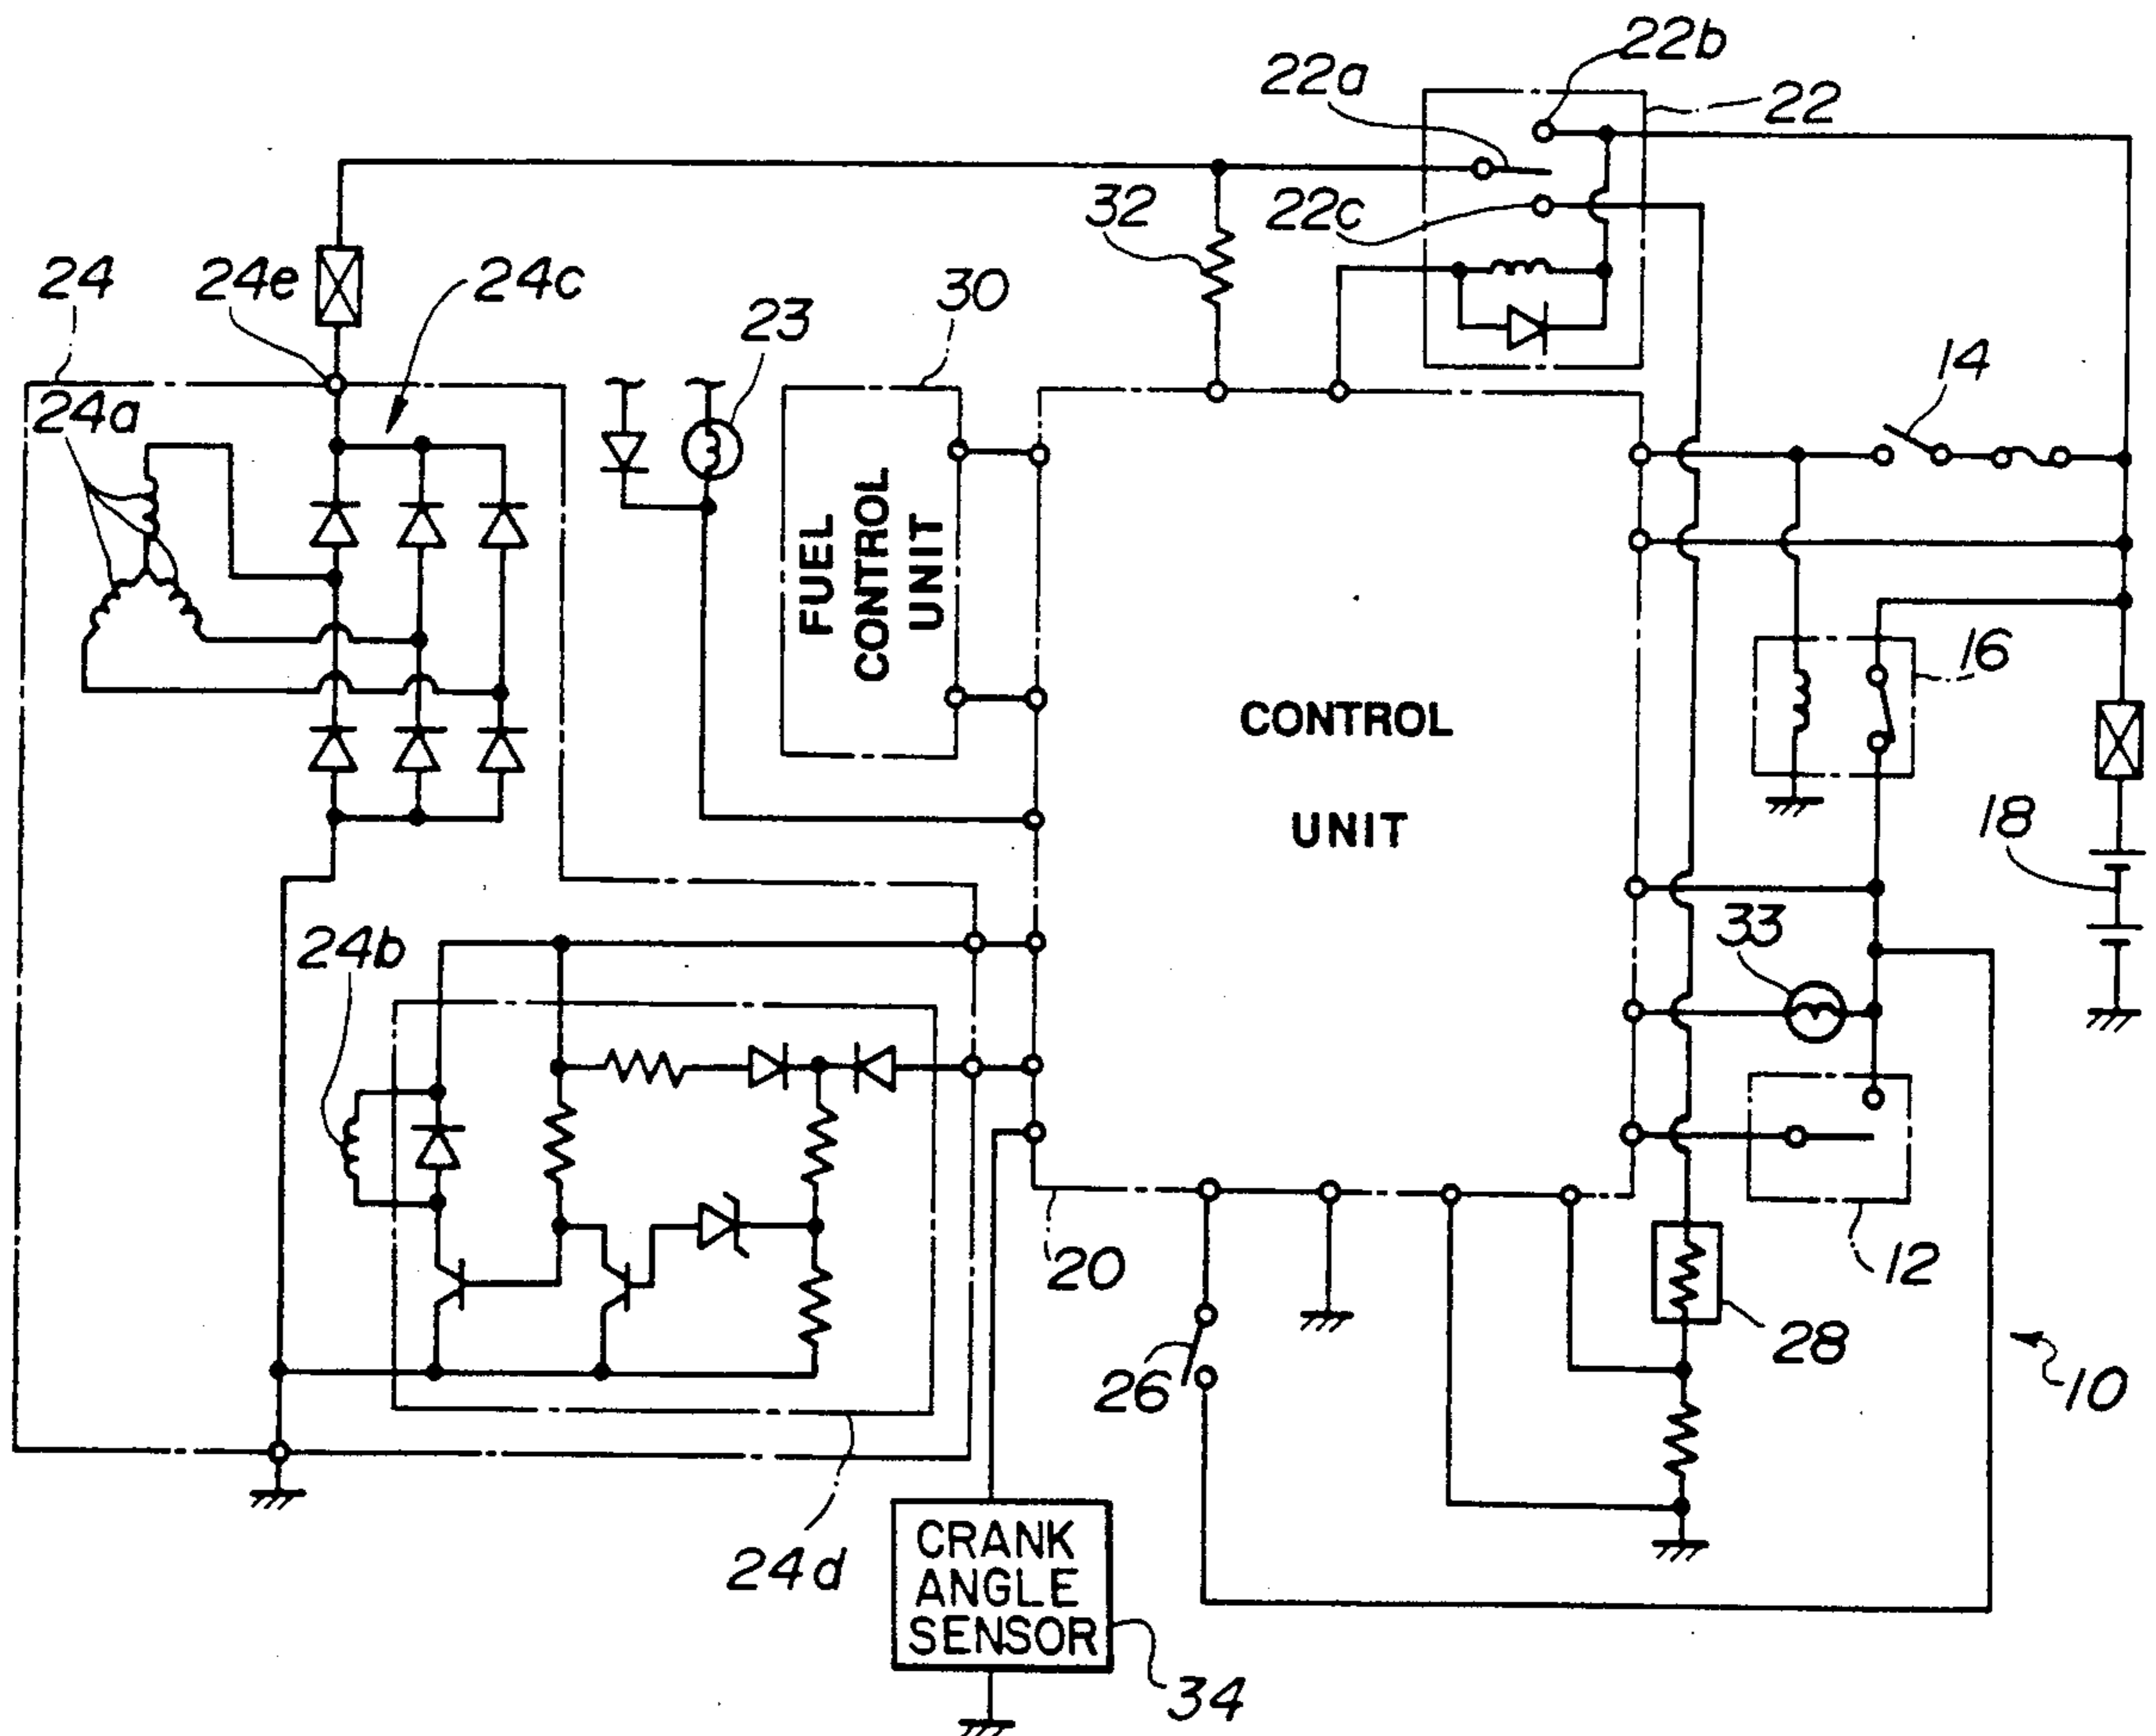 22b
22a
22
22c
32
24
24e
24c
30
23
14
24a
FUEL
CONTROL
UNIT
16
CONTROL
UNIT
18
33
24b
20
12
28
26
10
24d
CRANK
ANGLE
SENSOR
34